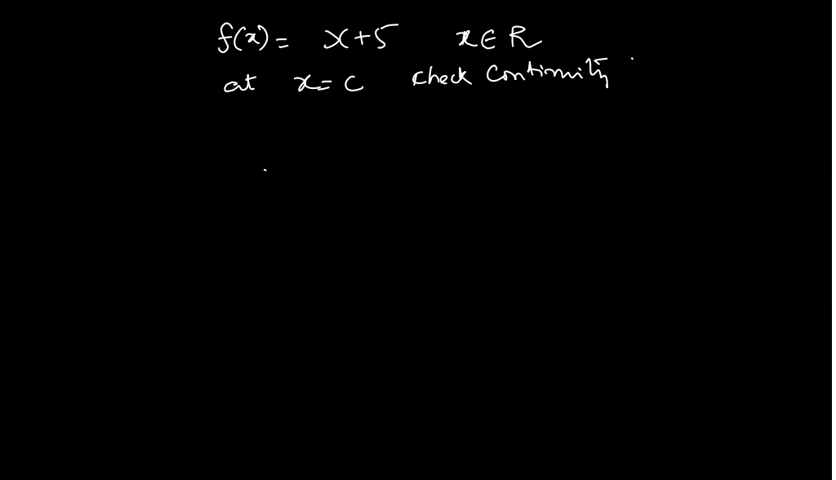 f(x) = x+5 x ∈ R
at x = c check continuity